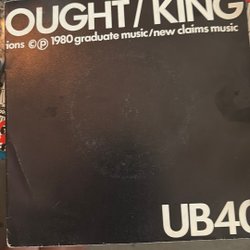 OUGHT/KING
ions ©℗ 1980 graduate music/new claims music
UB40